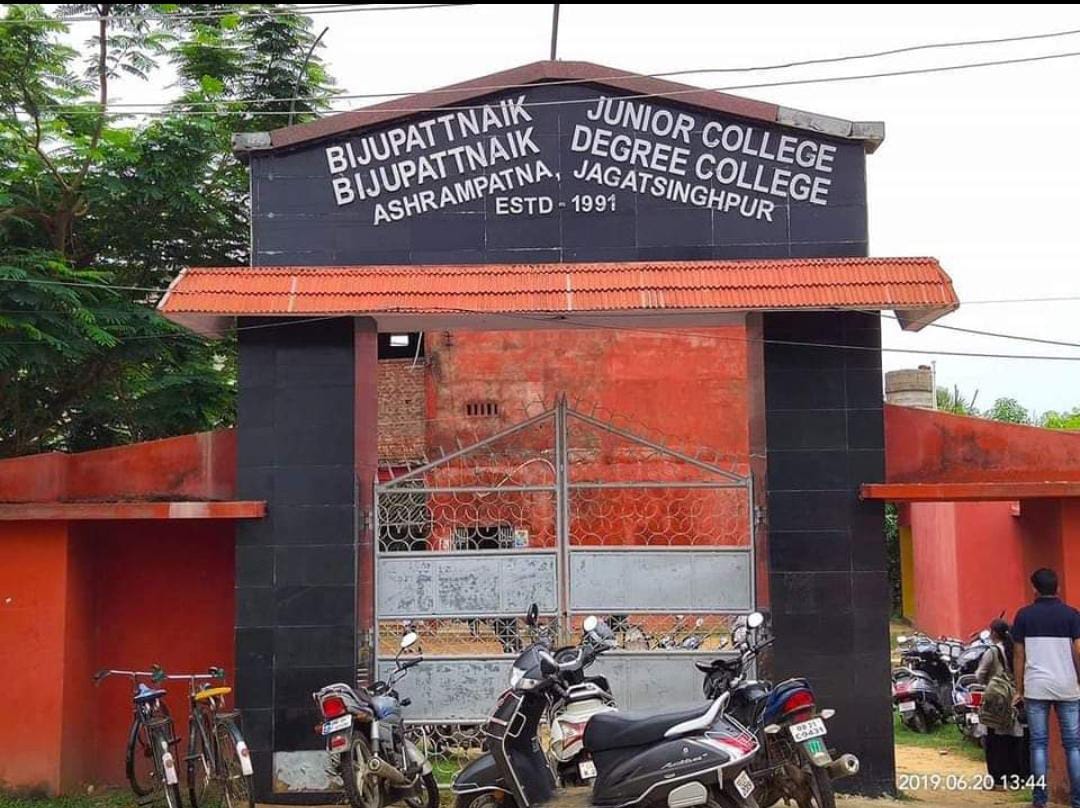 BIJUPATTNAIK JUNIOR COLLEGE
BIJUPATTNAIK DEGREE COLLEGE
ASHRAMPATNA, JAGATSINGHPUR
ESTD - 1991
2019.06.20 13:44